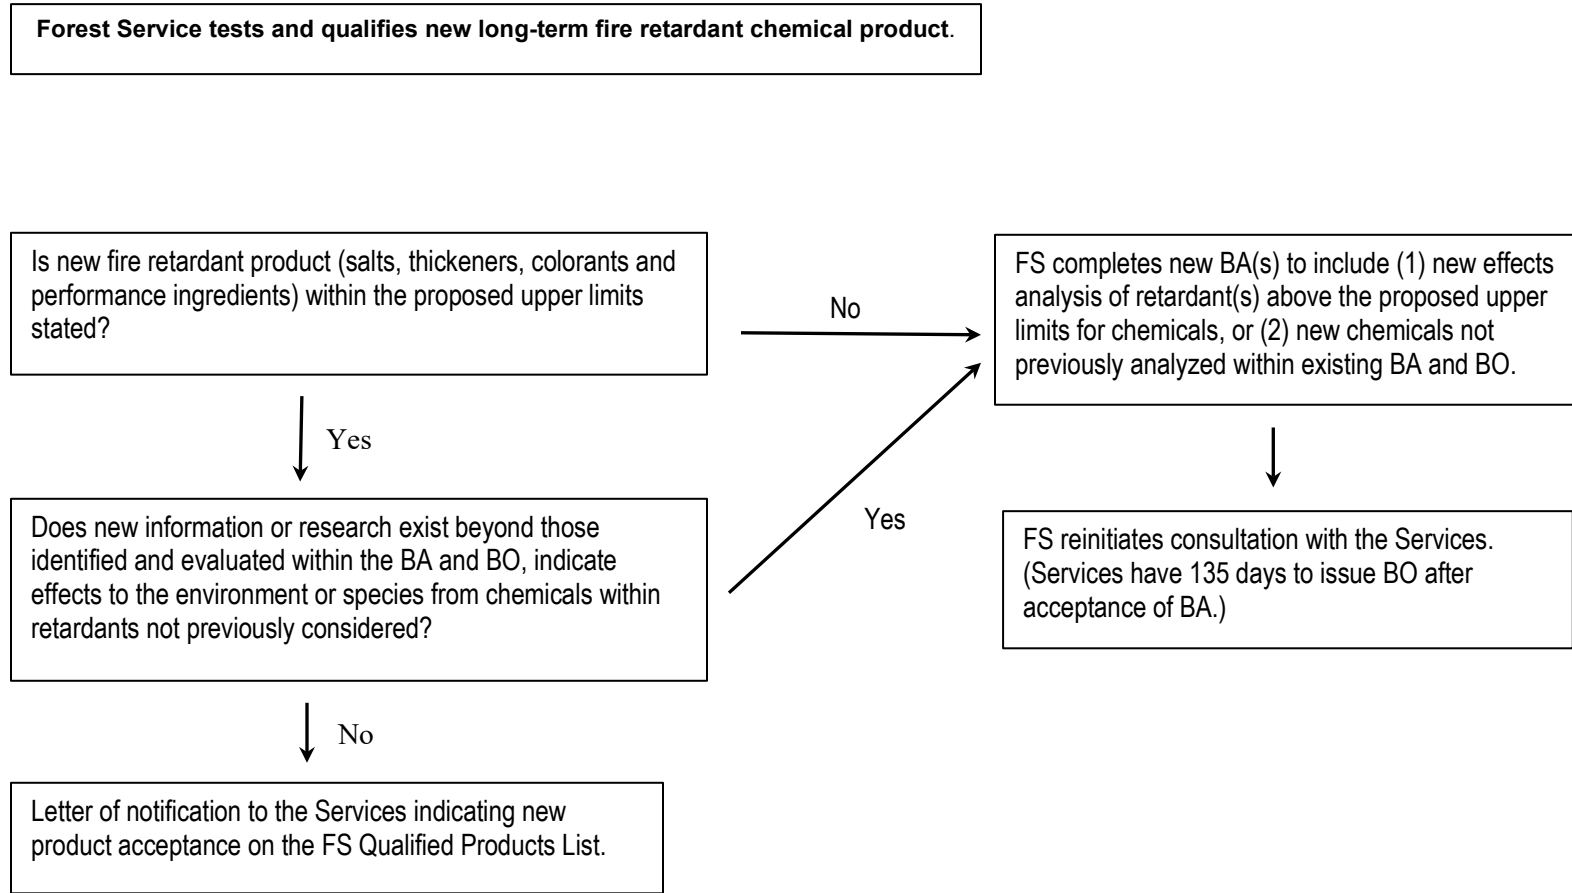 Forest Service tests and qualifies new long-term fire retardant chemical product.
Is new fire retardant product (salts, thickeners, colorants and
performance ingredients) within the proposed upper limits
stated?
No
FS completes new BA(s) to include (1) new effects
analysis of retardant(s) above the proposed upper
limits for chemicals, or (2) new chemicals not
previously analyzed within existing BA and BO.
Yes
Does new information or research exist beyond those
identified and evaluated within the BA and BO, indicate
effects to the environment or species from chemicals within
retardants not previously considered?
Yes
FS reinitiates consultation with the Services.
(Services have 135 days to issue BO after
acceptance of BA.)
No
Letter of notification to the Services indicating new
product acceptance on the FS Qualified Products List.